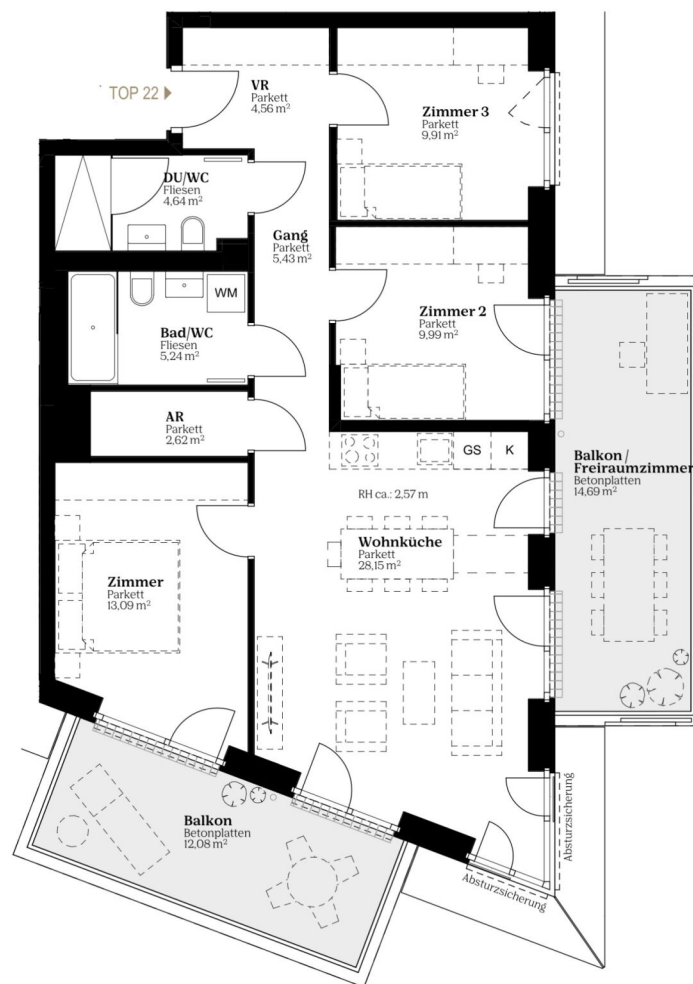 TOP 22
VR
Parkett
4,56 m²
Zimmer 3
Parkett
9,91 m²
DU/WC
Fliesen
4,64 m²
Gang
Parkett
5,43 m²
WM
Zimmer 2
Parkett
9,99 m²
Bad/WC
Fliesen
5,24 m²
AR
Parkett
2,62 m²
GS
K
Balkon/
Freiraumzimmer
Betonplatten
14,69 m²
RH ca.: 2,57 m
Wohnküche
Parkett
28,15 m²
Zimmer
Parkett
13,09 m²
Balkon
Betonplatten
12,08 m²
Absturzsicherung
Absturzsicherung